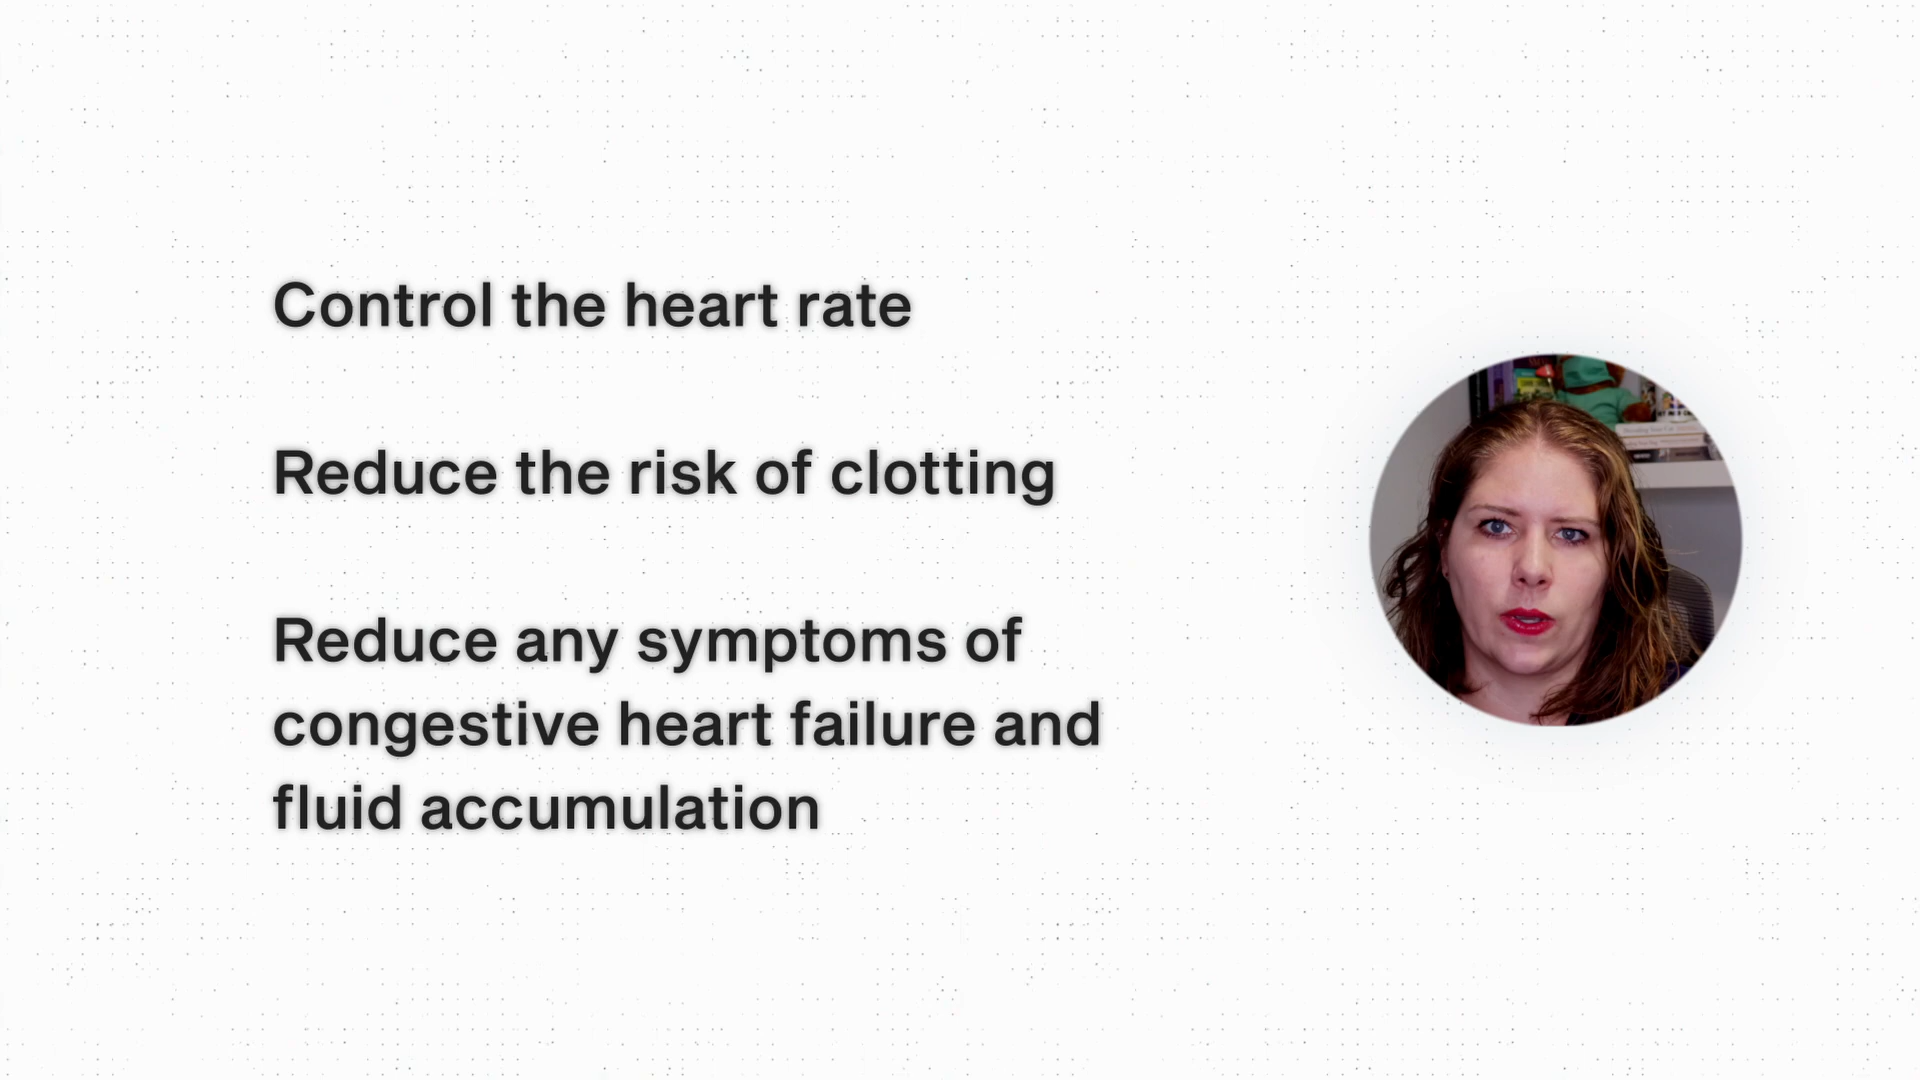 Control the heart rate
Reduce the risk of clotting
Reduce any symptoms of
congestive heart failure and
fluid accumulation